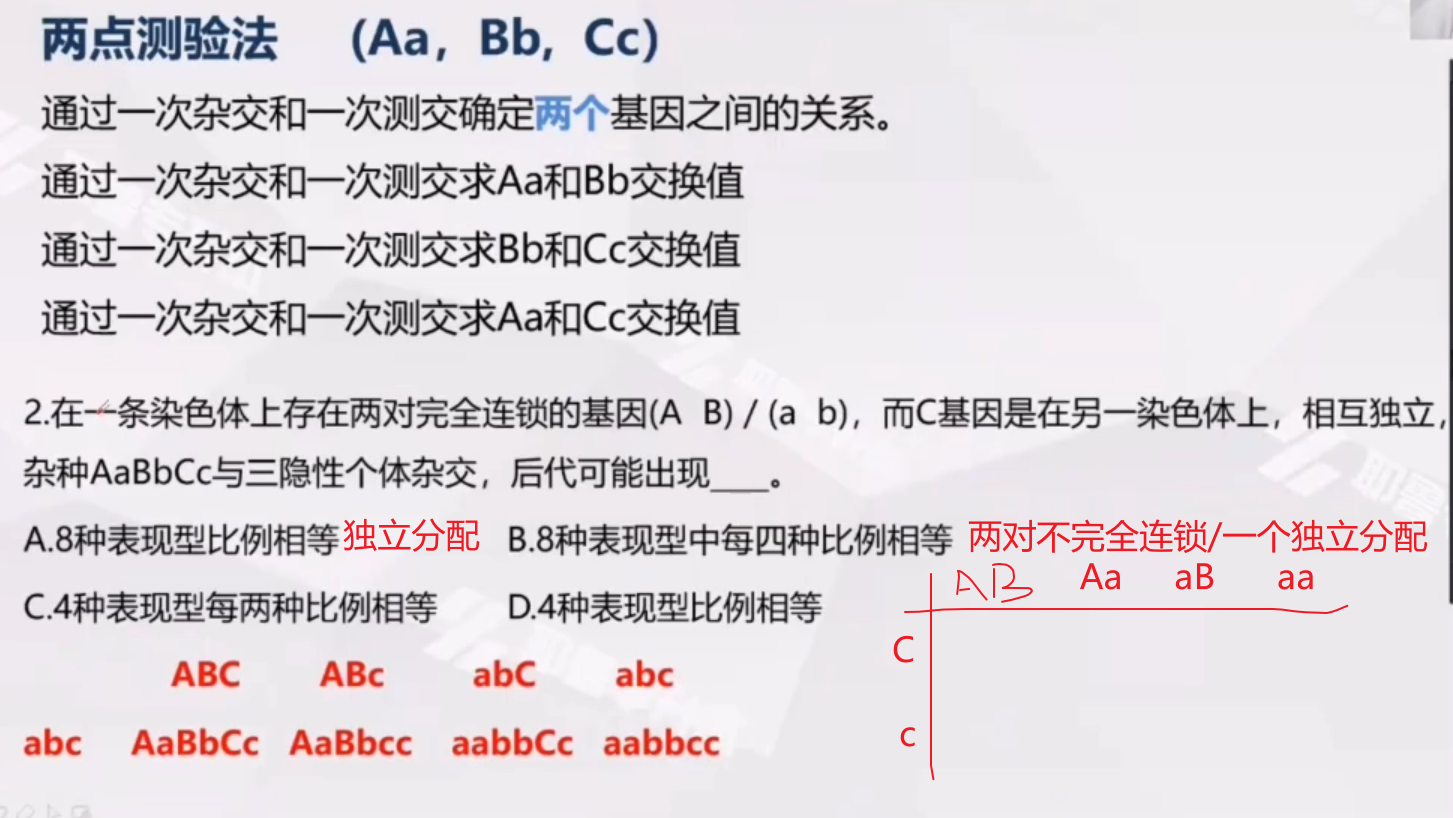 两点测验法 (Aa，Bb，Cc)
通过一次杂交和一次测交确定两个基因之间的关系。
通过一次杂交和一次测交求Aa和Bb交换值
通过一次杂交和一次测交求Bb和Cc交换值
通过一次杂交和一次测交求Aa和Cc交换值
2.在一条染色体上存在两对完全连锁的基因(A B) / (a b)，而C基因是在另一染色体上，相互独立，
杂种AaBbCc与三隐性个体杂交，后代可能出现____。
A.8种表现型比例相等 独立分配 B.8种表现型中每四种比例相等 两对不完全连锁/一个独立分配
AB Aa aB aa
C.4种表现型每两种比例相等 D.4种表现型比例相等
C
ABC ABc abC abc
c
abc AaBbCc AaBbcc aabbCc aabbcc